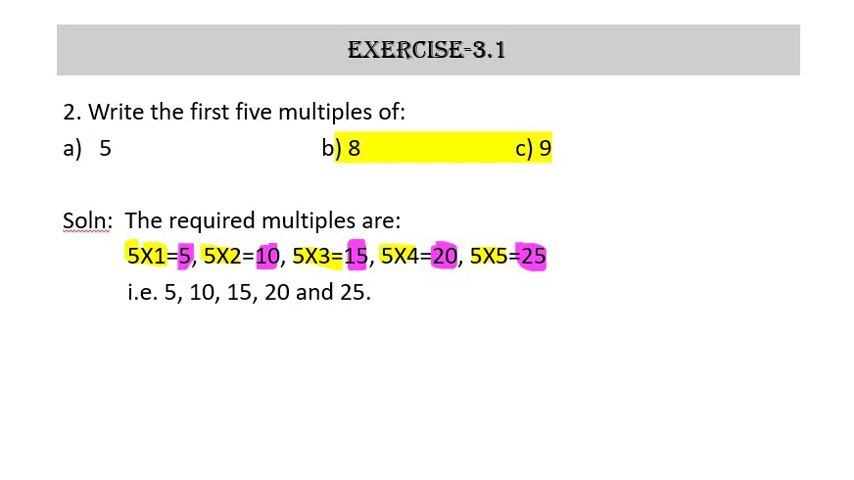 EXERCISE-3.1
2. Write the first five multiples of:
a) 5 b) 8 c) 9
Soln: The required multiples are:
5X1=5, 5X2=10, 5X3=15, 5X4=20, 5X5=25
i.e. 5, 10, 15, 20 and 25.